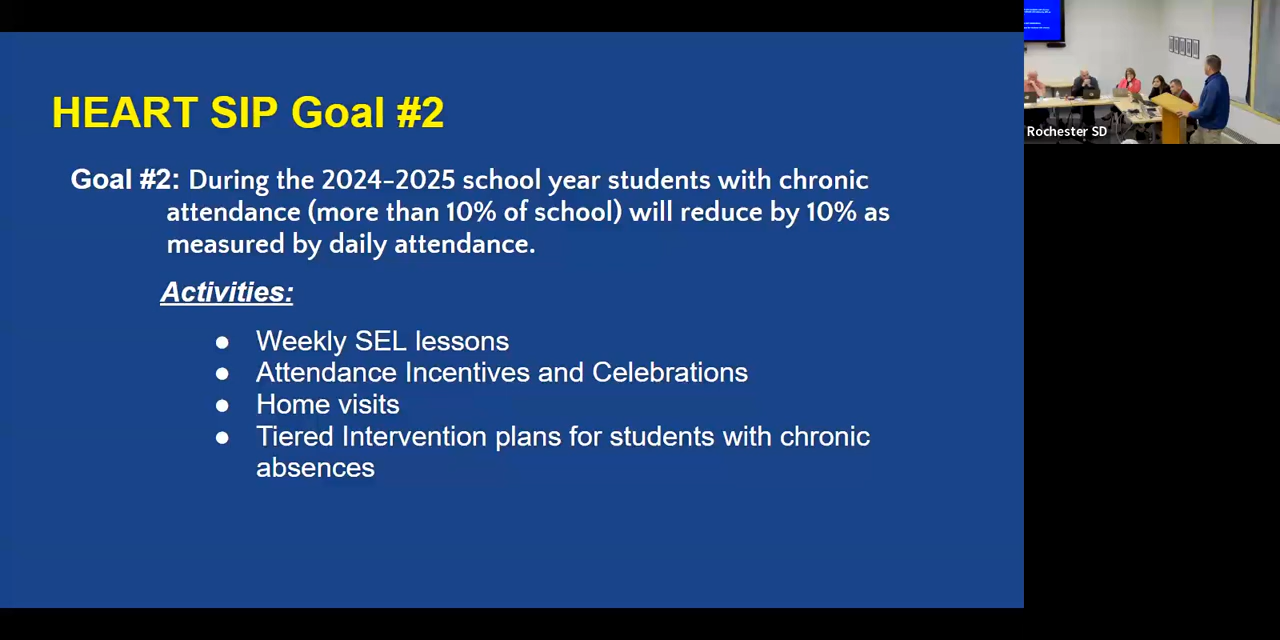 HEART SIP Goal #2
Goal #2: During the 2024-2025 school year students with chronic
attendance (more than 10% of school) will reduce by 10% as
measured by daily attendance.
Activities:
● Weekly SEL lessons
● Attendance Incentives and Celebrations
● Home visits
● Tiered Intervention plans for students with chronic
absences
Rochester SD